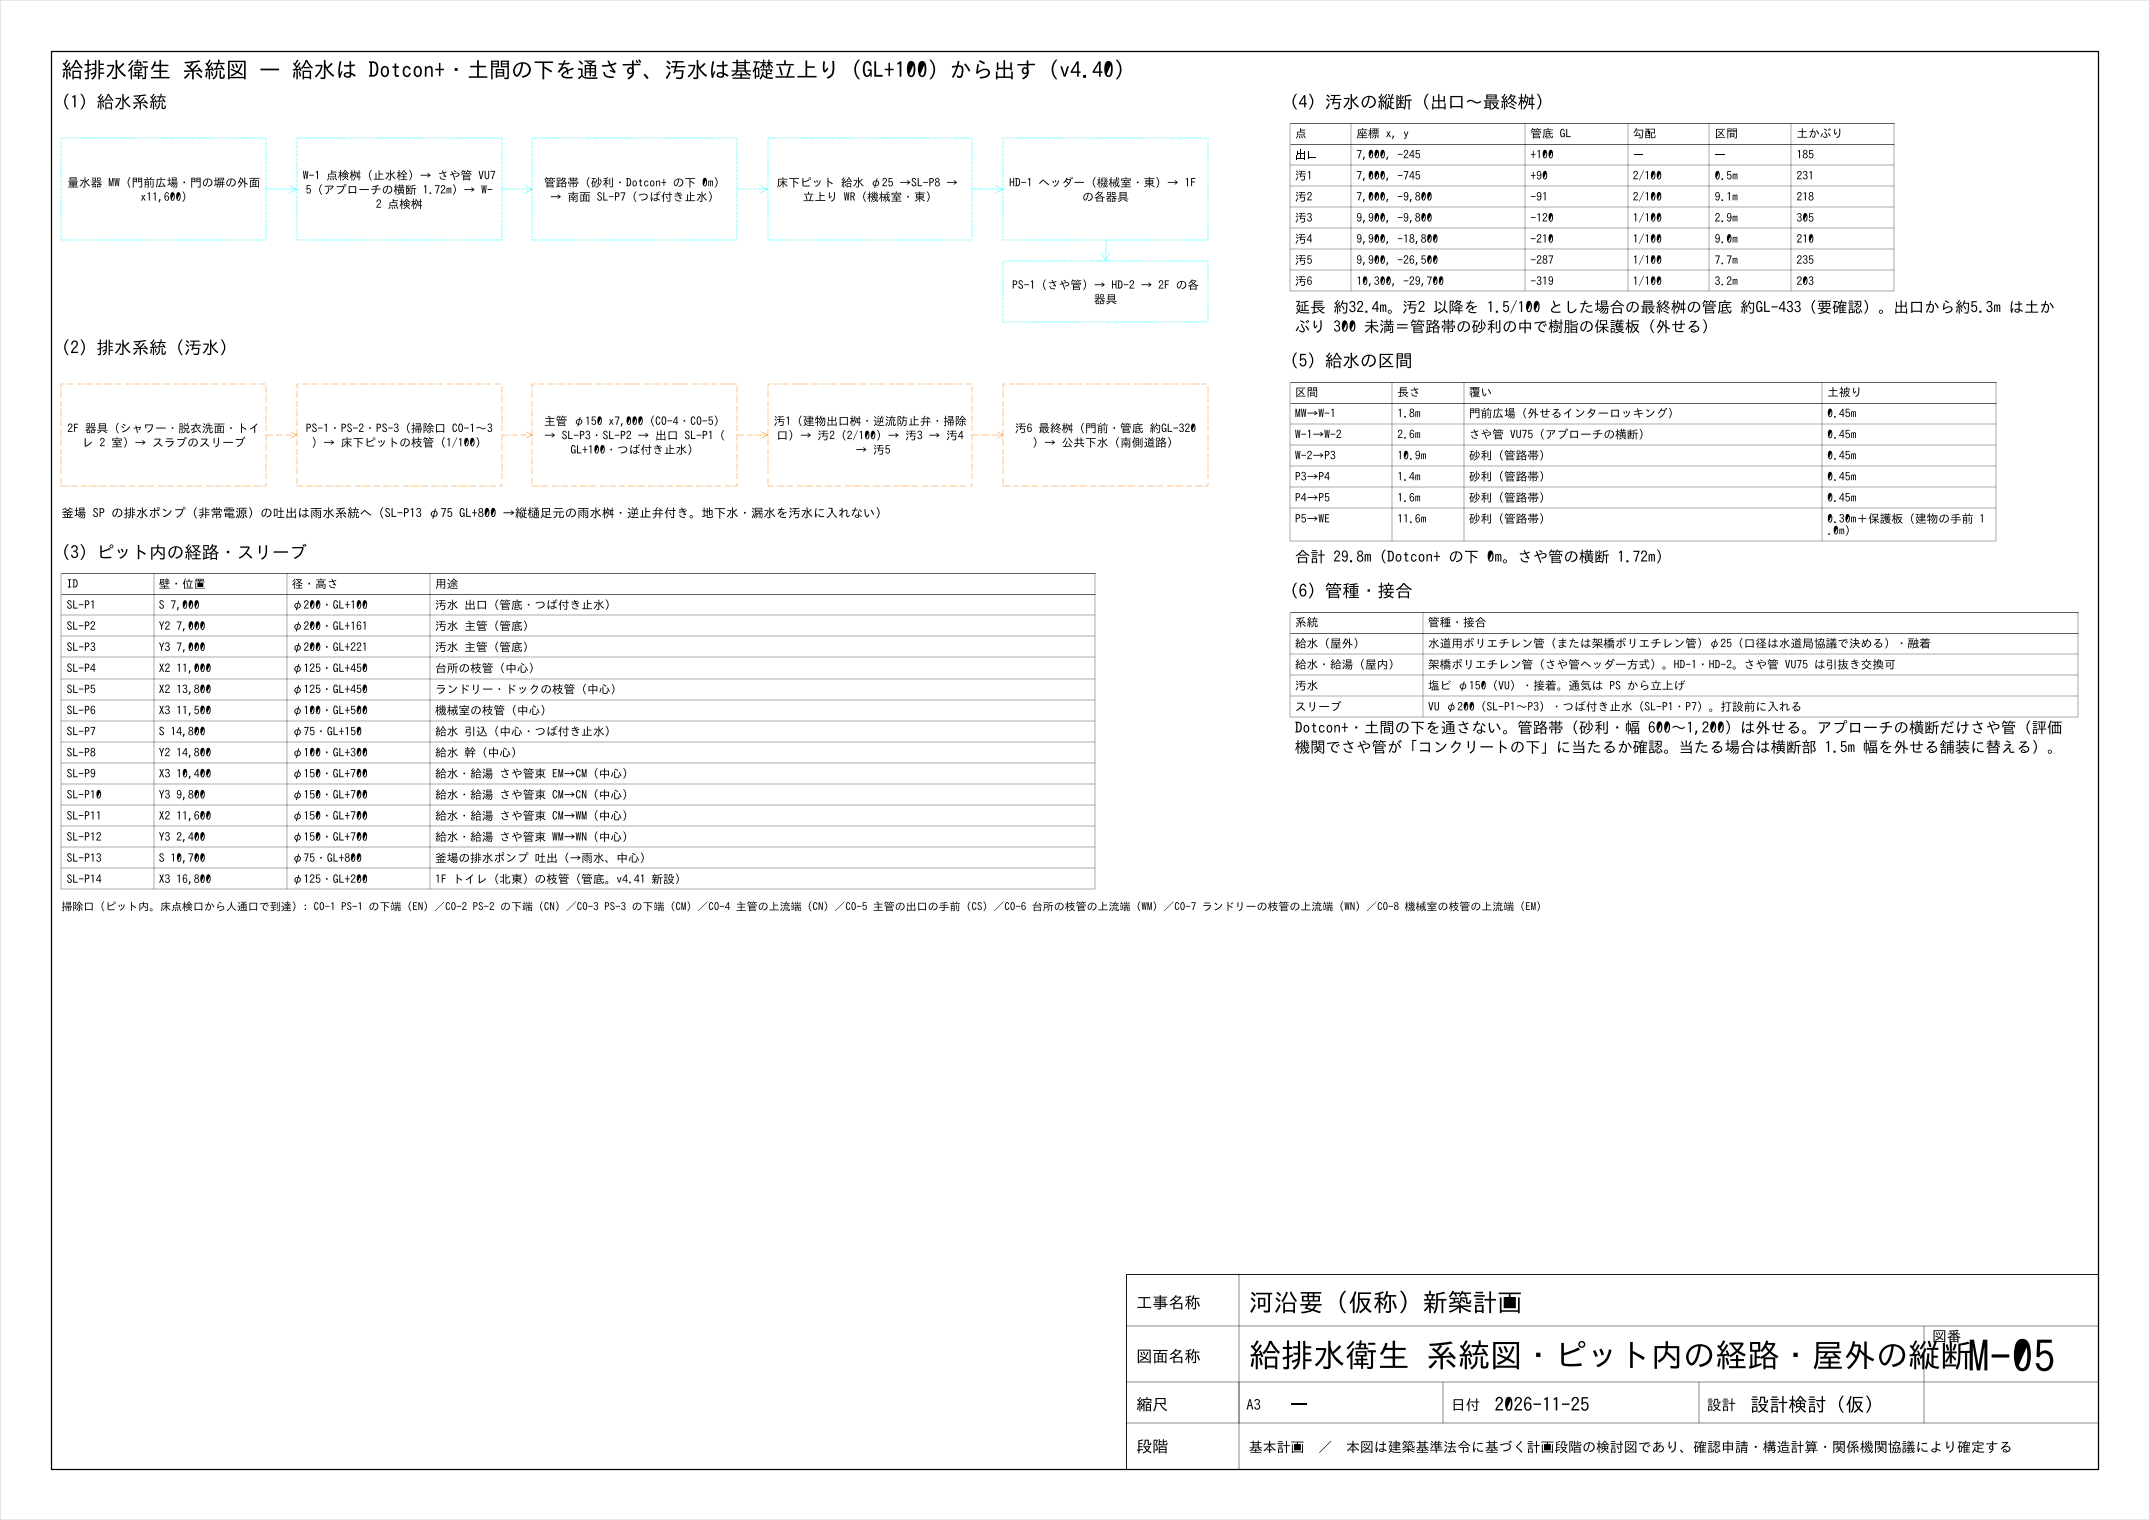 給排水衛生 系統図 ― 給水は Dotcon+・土間の下を通さず、汚水は基礎立上り（GL+100）から出す（v4.40）
(1) 給水系統
量水器 MW（門前広場・門の塀の外面
x11,600）
W-1 点検桝（止水栓）→ さや管 VU7
5（アプローチの横断 1.72m）→ W-
2 点検桝
管路帯（砂利・Dotcon+ の下 0m）
→ 南面 SL-P7（つば付き止水）
床下ピット 給水 φ25 →SL-P8 →
立上り WR（機械室・東）
HD-1 ヘッダー（機械室・東）→ 1F
の各器具
PS-1（さや管）→ HD-2 → 2F の各
器具
(2) 排水系統（汚水）
2F 器具（シャワー・脱衣洗面・トイ
レ 2 室）→ スラブのスリーブ
PS-1・PS-2・PS-3（掃除口 CO-1～3
）→ 床下ピットの枝管（1/100）
主管 φ150 x7,000（CO-4・CO-5）
→ SL-P3・SL-P2 → 出口 SL-P1（
GL+100・つば付き止水）
汚1（建物出口桝・逆流防止弁・掃除
口）→ 汚2（2/100）→ 汚3 → 汚4
→ 汚5
汚6 最終桝（門前・管底 約GL-320
）→ 公共下水（南側道路）
釜場 SP の排水ポンプ（非常電源）の吐出は雨水系統へ（SL-P13 φ75 GL+800 →縦樋足元の雨水桝・逆止弁付き。地下水・漏水を汚水に入れない）
(3) ピット内の経路・スリーブ
ID 壁・位置 径・高さ 用途
SL-P1 S 7,000 φ200・GL+100 汚水 出口（管底・つば付き止水）
SL-P2 Y2 7,000 φ200・GL+161 汚水 主管（管底）
SL-P3 Y3 7,000 φ200・GL+221 汚水 主管（管底）
SL-P4 X2 11,000 φ125・GL+450 台所の枝管（中心）
SL-P5 X2 13,800 φ125・GL+450 ランドリー・ドックの枝管（中心）
SL-P6 X3 11,500 φ100・GL+500 機械室の枝管（中心）
SL-P7 S 14,800 φ75・GL+150 給水 引込（中心・つば付き止水）
SL-P8 Y2 14,800 φ100・GL+300 給水 幹（中心）
SL-P9 X3 10,400 φ150・GL+700 給水・給湯 さや管束 EM→CM（中心）
SL-P10 Y3 9,800 φ150・GL+700 給水・給湯 さや管束 CM→CN（中心）
SL-P11 X2 11,600 φ150・GL+700 給水・給湯 さや管束 CM→WM（中心）
SL-P12 Y3 2,400 φ150・GL+700 給水・給湯 さや管束 WM→WN（中心）
SL-P13 S 10,700 φ75・GL+800 釜場の排水ポンプ 吐出（→雨水、中心）
SL-P14 X3 16,800 φ125・GL+200 1F トイレ（北東）の枝管（管底。v4.41 新設）
掃除口（ピット内。床点検口から人通口で到達）: CO-1 PS-1 の下端（EN）／CO-2 PS-2 の下端（CN）／CO-3 PS-3 の下端（CM）／CO-4 主管の上流端（CN）／CO-5 主管の出口の手前（CS）／CO-6 台所の枝管の上流端（WM）／CO-7 ランドリーの枝管の上流端（WN）／CO-8 機械室の枝管の上流端（EM）
(4) 汚水の縦断（出口～最終桝）
点 座標 x, y 管底 GL 勾配 区間 土かぶり
出口 7,000, -245 +100 ― ― 185
汚1 7,000, -745 +90 2/100 0.5m 231
汚2 7,000, -9,800 -91 2/100 9.1m 218
汚3 9,900, -9,800 -120 1/100 2.9m 305
汚4 9,900, -18,800 -210 1/100 9.0m 210
汚5 9,900, -26,500 -287 1/100 7.7m 235
汚6 10,300, -29,700 -319 1/100 3.2m 203
延長 約32.4m。汚2 以降を 1.5/100 とした場合の最終桝の管底 約GL-433（要確認）。出口から約5.3m は土か
ぶり 300 未満＝管路帯の砂利の中で樹脂の保護板（外せる）
(5) 給水の区間
区間 長さ 覆い 土被り
MW→W-1 1.8m 門前広場（外せるインターロッキング） 0.45m
W-1→W-2 2.6m さや管 VU75（アプローチの横断） 0.45m
W-2→P3 10.9m 砂利（管路帯） 0.45m
P3→P4 1.4m 砂利（管路帯） 0.45m
P4→P5 1.6m 砂利（管路帯） 0.45m
P5→WE 11.6m 砂利（管路帯） 0.30m＋保護板（建物の手前 1
.0m）
合計 29.8m（Dotcon+ の下 0m。さや管の横断 1.72m）
(6) 管種・接合
系統 管種・接合
給水（屋外） 水道用ポリエチレン管（または架橋ポリエチレン管）φ25（口径は水道局協議で決める）・融着
給水・給湯（屋内） 架橋ポリエチレン管（さや管ヘッダー方式）。HD-1・HD-2。さや管 VU75 は引抜き交換可
汚水 塩ビ φ150（VU）・接着。通気は PS から立上げ
スリーブ VU φ200（SL-P1～P3）・つば付き止水（SL-P1・P7）。打設前に入れる
Dotcon+・土間の下を通さない。管路帯（砂利・幅 600～1,200）は外せる。アプローチの横断だけさや管（評価
機関でさや管が「コンクリートの下」に当たるか確認。当たる場合は横断部 1.5m 幅を外せる舗装に替える）。
工事名称 河沿要（仮称）新築計画
図面名称 給排水衛生 系統図・ピット内の経路・屋外の縦断 図番 M-05
縮尺 A3 ― 日付 2026-11-25 設計 設計検討（仮）
段階 基本計画 ／ 本図は建築基準法令に基づく計画段階の検討図であり、確認申請・構造計算・関係機関協議により確定する